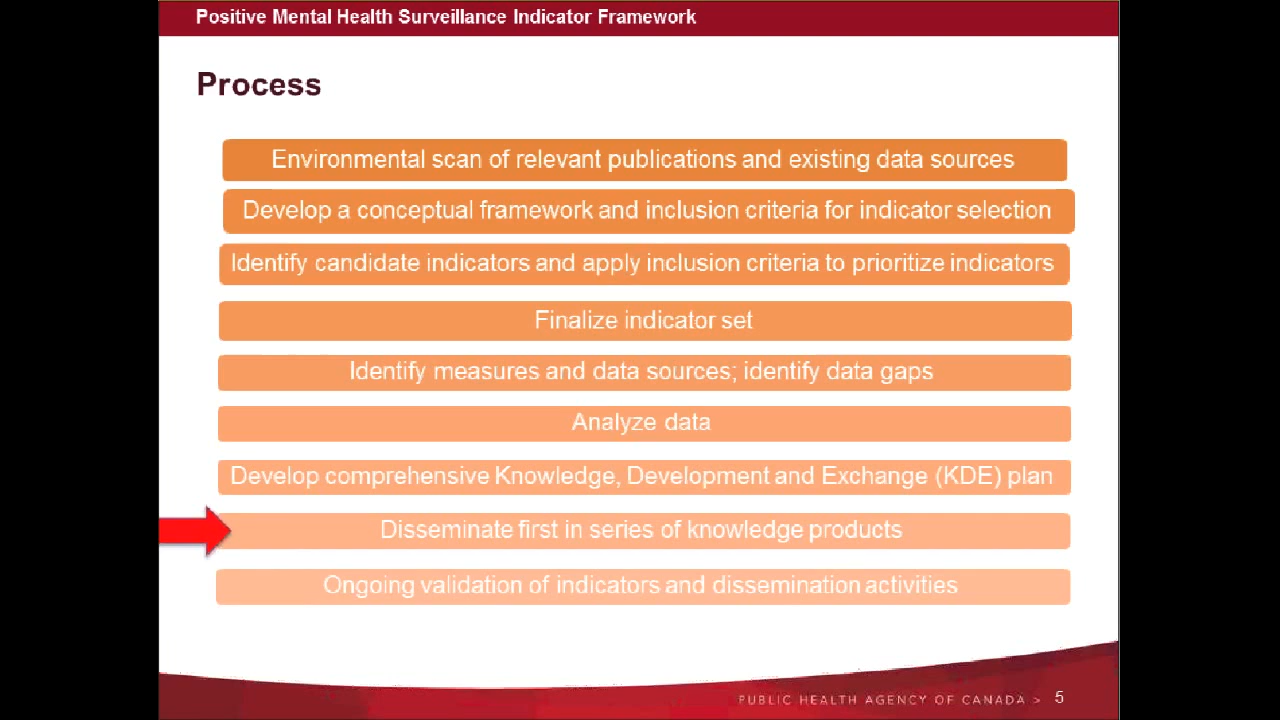 Positive Mental Health Surveillance Indicator Framework
Process
Environmental scan of relevant publications and existing data sources
Develop a conceptual framework and inclusion criteria for indicator selection
Identify candidate indicators and apply inclusion criteria to prioritize indicators
Finalize indicator set
Identify measures and data sources; identify data gaps
Analyze data
Develop comprehensive Knowledge, Development and Exchange (KDE) plan
Disseminate first in series of knowledge products
Ongoing validation of indicators and dissemination activities
PUBLIC HEALTH AGENCY OF CANADA > 5